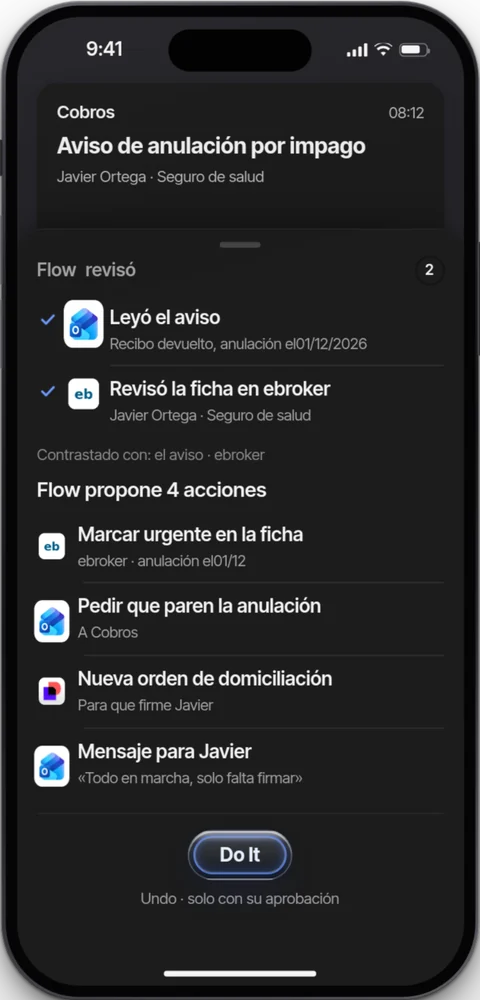 9:41
Cobros 08:12
Aviso de anulación por impago
Javier Ortega · Seguro de salud
Flow revisó 2
Leyó el aviso
Recibo devuelto, anulación el01/12/2026
eb
Revisó la ficha en ebroker
Javier Ortega · Seguro de salud
Contrastado con: el aviso · ebroker
Flow propone 4 acciones
eb
Marcar urgente en la ficha
ebroker · anulación el01/12
Pedir que paren la anulación
A Cobros
Nueva orden de domiciliación
Para que firme Javier
Mensaje para Javier
«Todo en marcha, solo falta firmar»
Do It
Undo · solo con su aprobación